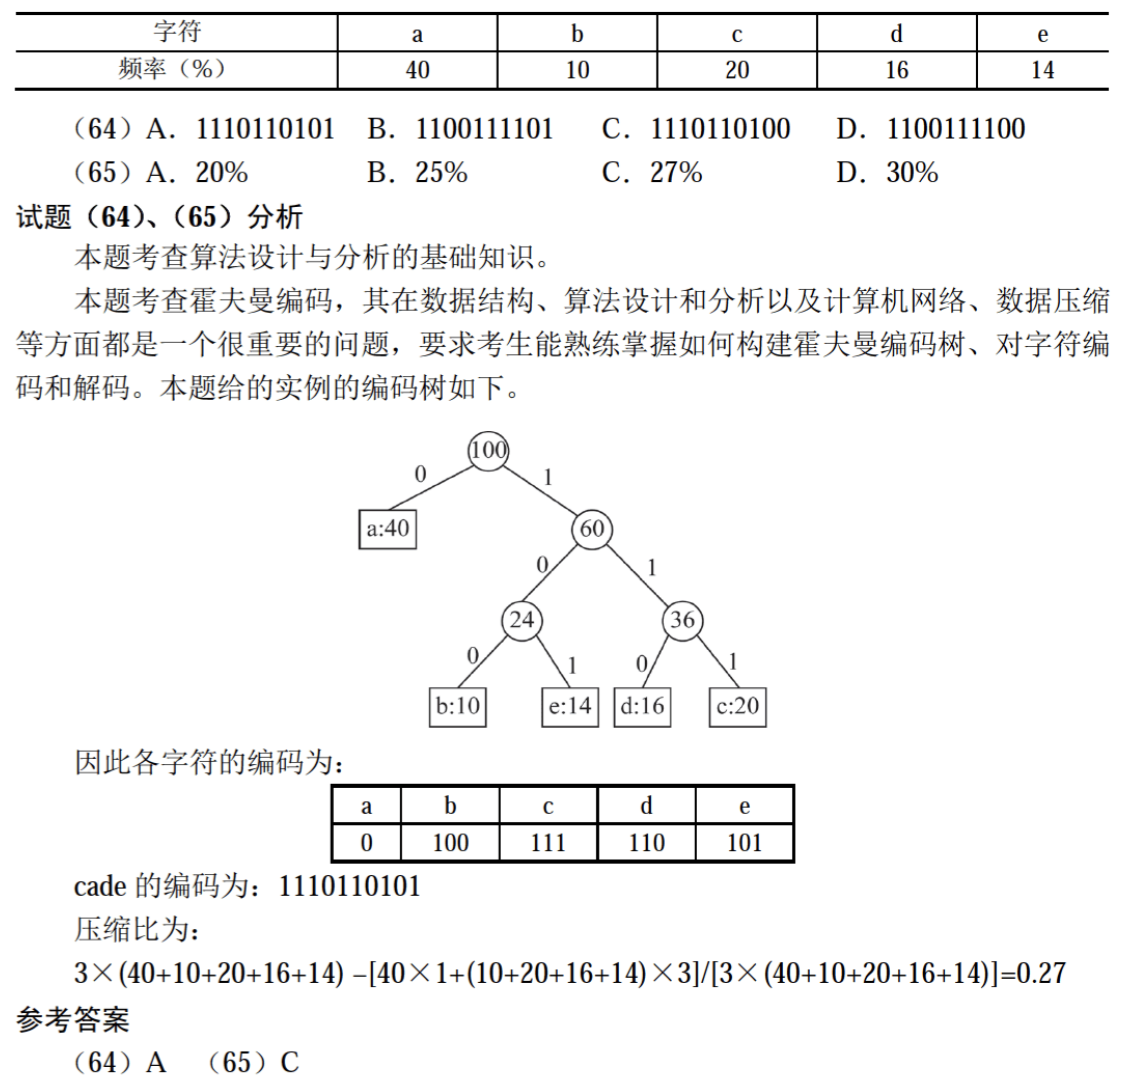 字符 a b c d e
频率（%） 40 10 20 16 14
（64）A．1110110101 B．1100111101 C．1110110100 D．1100111100
（65）A．20% B．25% C．27% D．30%
试题（64）、（65）分析
本题考查算法设计与分析的基础知识。
本题考查霍夫曼编码，其在数据结构、算法设计和分析以及计算机网络、数据压缩
等方面都是一个很重要的问题，要求考生能熟练掌握如何构建霍夫曼编码树、对字符编
码和解码。本题给的实例的编码树如下。
100
0 1
a:40 60
0 1
24 36
0 1 0 1
b:10 e:14 d:16 c:20
因此各字符的编码为：
a b c d e
0 100 111 110 101
cade 的编码为：1110110101
压缩比为：
3×(40+10+20+16+14) −[40×1+(10+20+16+14)×3]/[3×(40+10+20+16+14)]=0.27
参考答案
（64）A （65）C